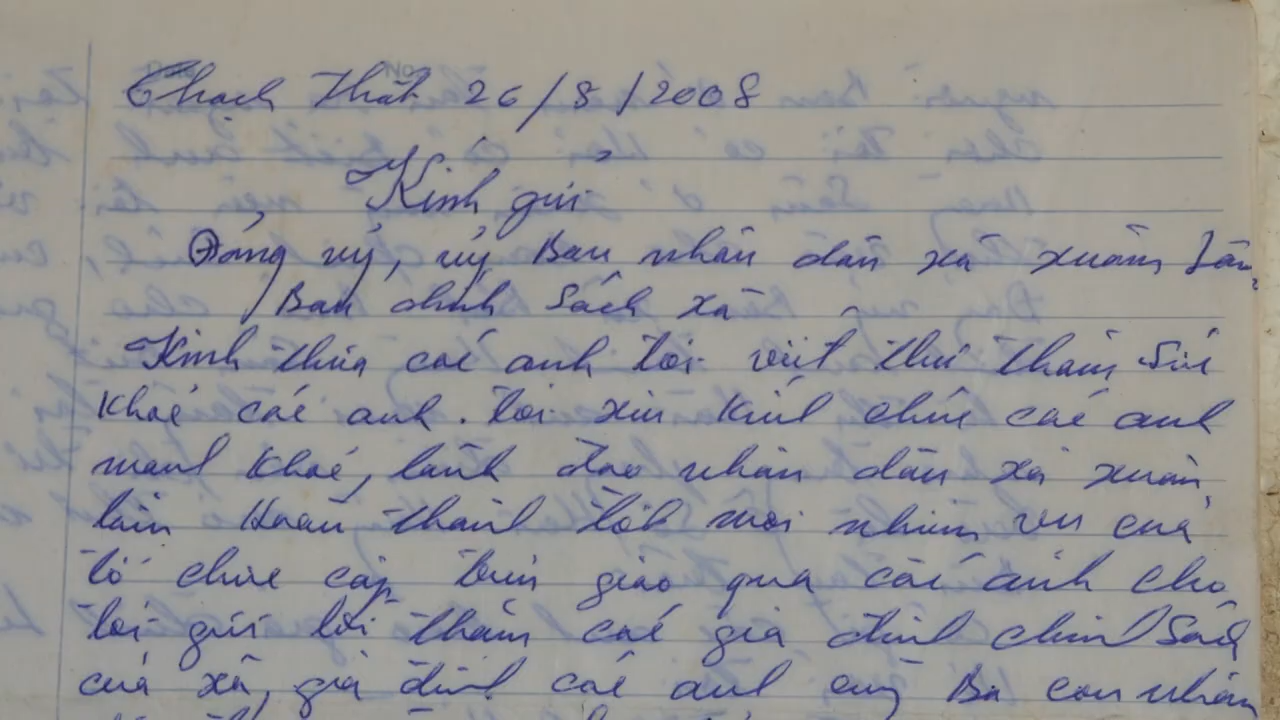 Thạch Thất 26/8/2008
Kính gửi
Đảng uỷ, uỷ Ban nhân dân xã xuân Lâm
Ban chính Sách xã
Kính thưa các anh tôi viết thư thăm Sức
Khoẻ các anh. tôi xin Kính chúc các anh
mạnh Khoẻ, lãnh đạo nhân dân xã xuân
lâm Hoàn thành tốt mọi nhiệm vụ của
tổ chức cấp trên giao qua các anh cho
tôi gửi lời thăm các gia đình chính Sách
của xã, gia đình các anh cùng Bà con nhân